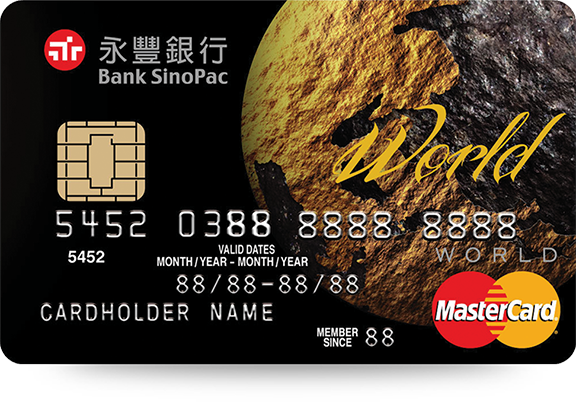 永豐銀行
Bank SinoPac
World
5452 0388 8888 8888
5452
WORLD
VALID DATES
MONTH/YEAR – MONTH/YEAR
88/88-88/88
CARDHOLDER NAME
MEMBER
SINCE 88
MasterCard